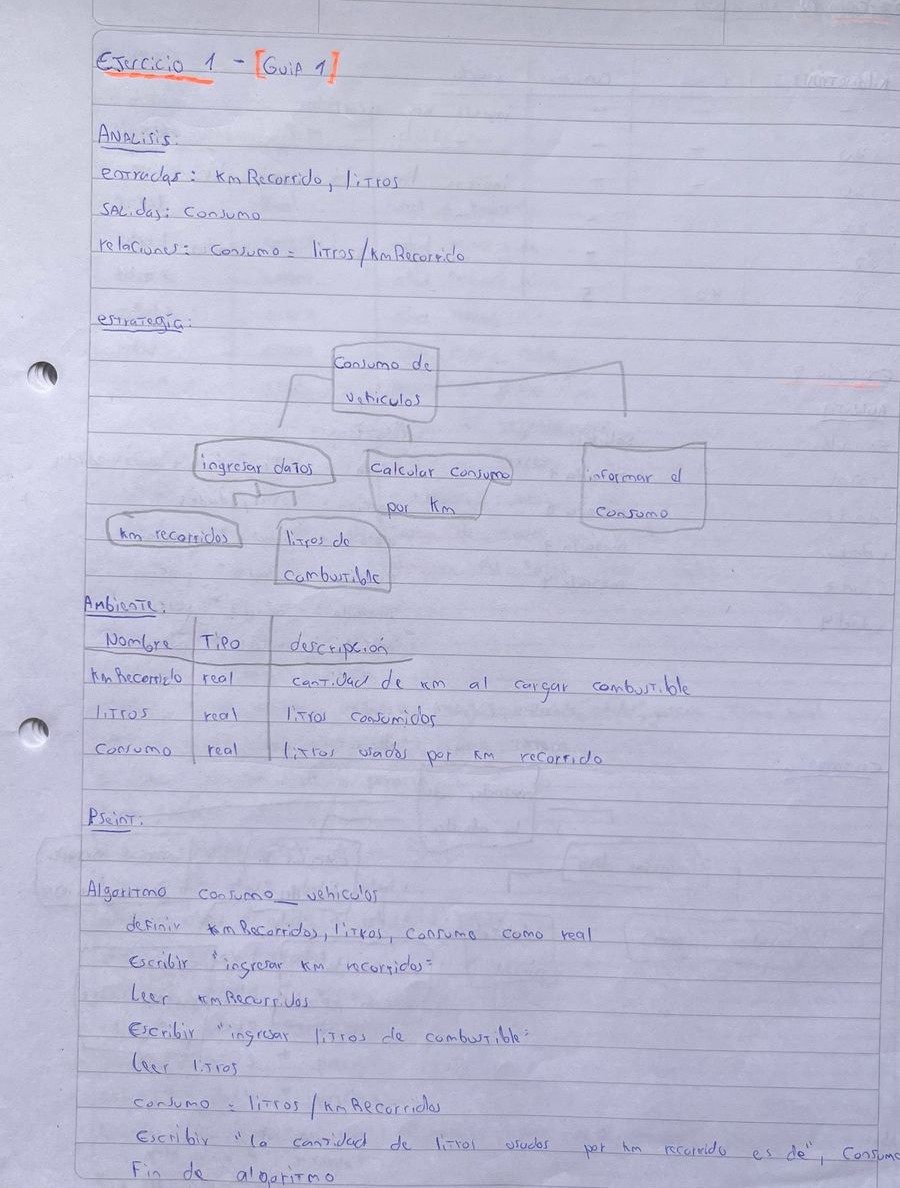 Ejercicio 1 - [Guia 1]
Analisis:
entradas: kmRecorrido, litros
salidas: Consumo
relaciones: Consumo = litros/kmRecorrido
estrategía:
Consumo de
vehiculos
ingresar datos
Calcular consumo
por Km
informar el
consumo
km recorridos
litros de
combustible
Ambiente:
Nombre Tipo descripción
kmRecorrido real cantidad de km al cargar combustible
litros real litros consumidos
Consumo real litros usados por km recorrido
Pseint:
Algoritmo consumo_vehiculos
definir kmRecorridos, litros, consumo como real
Escribir "ingresar km recorridos"
leer kmRecorridos
Escribir "ingresar litros de combustible"
leer litros
consumo = litros/kmRecorridos
Escribir "la cantidad de litros usados por km recorrido es de", Consumo
Fin de algoritmo